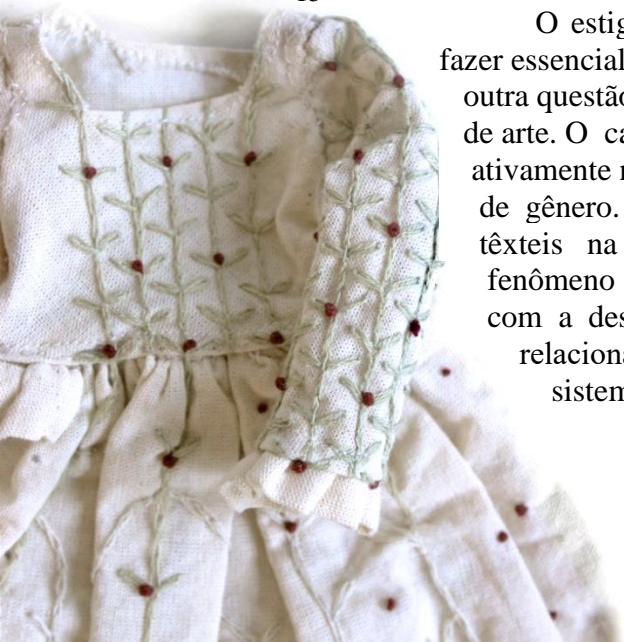 O estig
fazer essencial
outra questão
de arte. O ca
ativamente n
de gênero.
têxteis na
fenômeno
com a des
relaciona
sistem